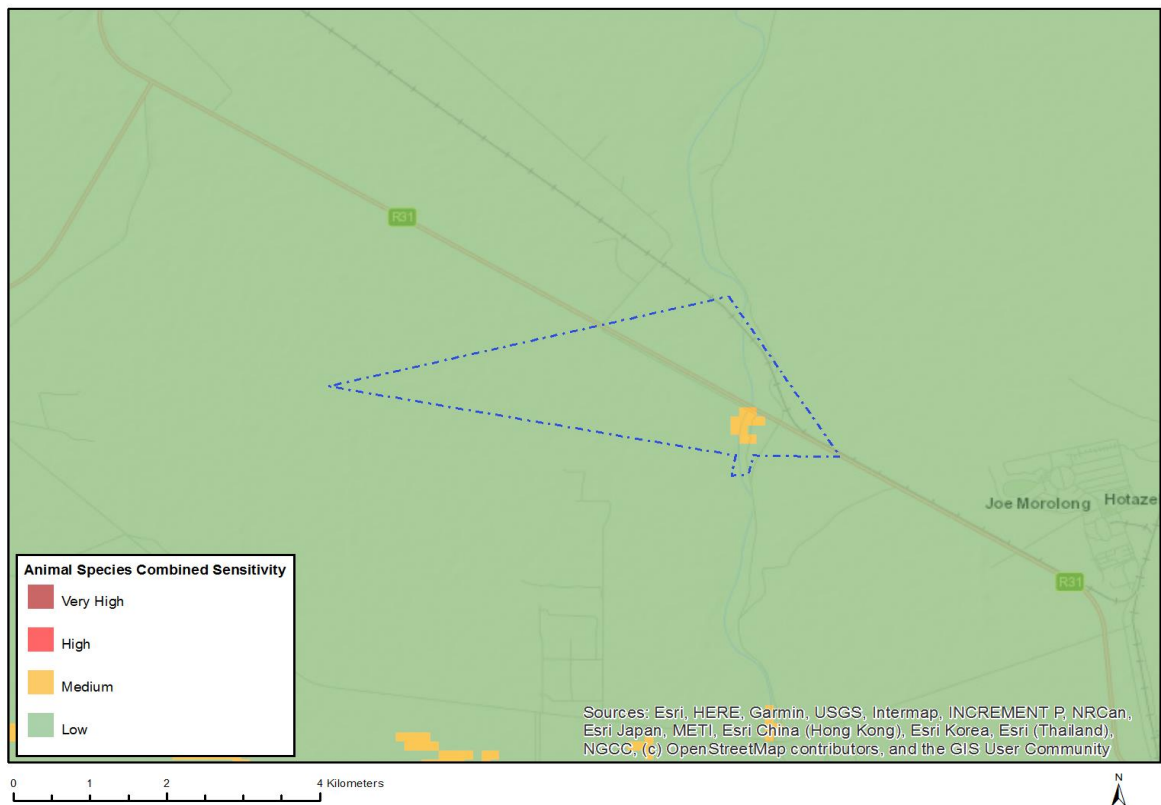 R31
Joe Morolong
Hotaze
R31
Animal Species Combined Sensitivity
Very High
High
Medium
Low
Sources: Esri, HERE, Garmin, USGS, Intermap, INCREMENT P, NRCan,
Esri Japan, METI, Esri China (Hong Kong), Esri Korea, Esri (Thailand),
NGCC, (c) OpenStreetMap contributors, and the GIS User Community
0 1 2 4 Kilometers
N